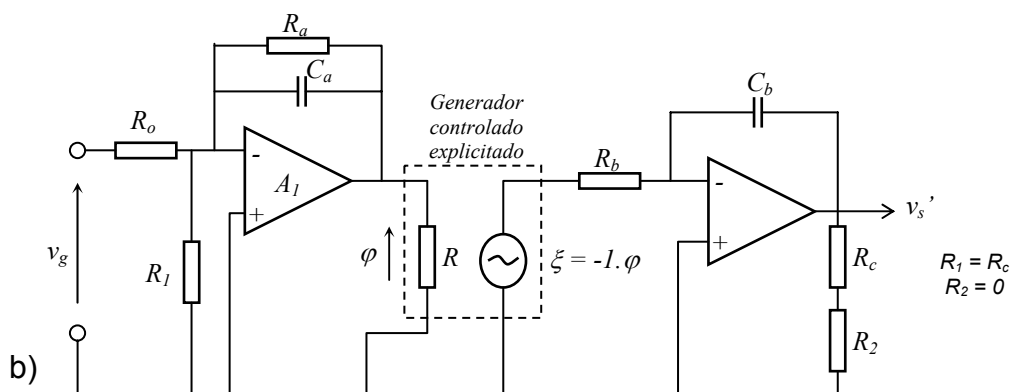 R_a
C_a
Generador
controlado
explicitado
C_b
R_o
R_b
-
A_1
+
-
+
v_s’
v_g
R_1
φ
R
ξ = -1.φ
R_c
R_1 = R_c
R_2 = 0
R_2
b)